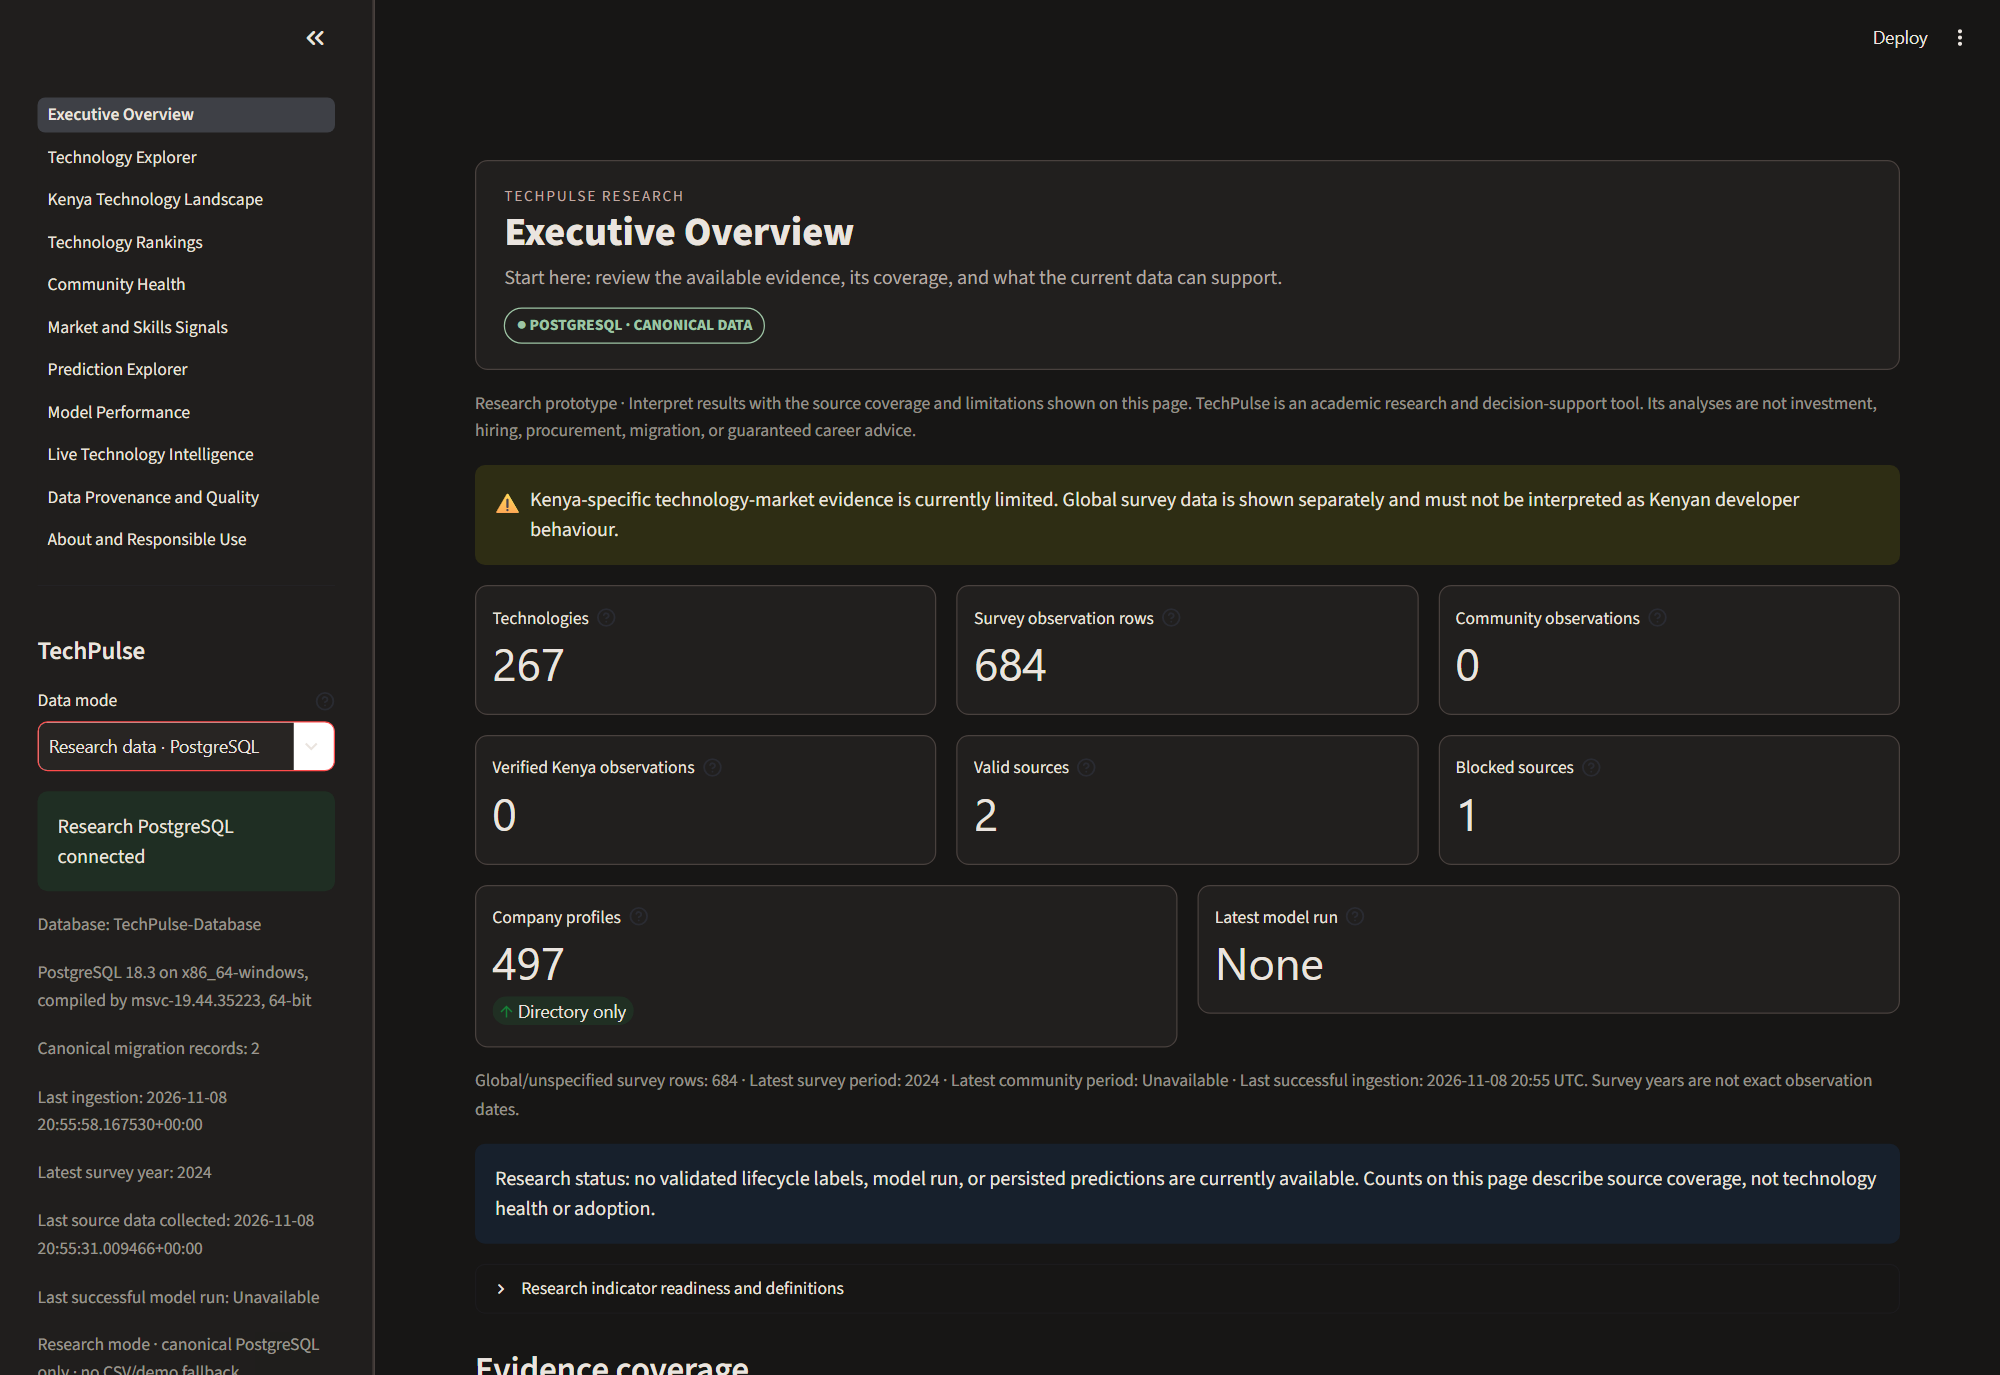 Deploy
Executive Overview
Technology Explorer
Kenya Technology Landscape
Technology Rankings
Community Health
Market and Skills Signals
Prediction Explorer
Model Performance
Live Technology Intelligence
Data Provenance and Quality
About and Responsible Use
TechPulse
Data mode
Research data · PostgreSQL
Research PostgreSQL
connected
Database: TechPulse-Database
PostgreSQL 18.3 on x86_64-windows,
compiled by msvc-19.44.35223, 64-bit
Canonical migration records: 2
Last ingestion: 2026-11-08
20:55:58.167530+00:00
Latest survey year: 2024
Last source data collected: 2026-11-08
20:55:31.009466+00:00
Last successful model run: Unavailable
Research mode · canonical PostgreSQL
only · no CSV/demo fallback
TECHPULSE RESEARCH
Executive Overview
Start here: review the available evidence, its coverage, and what the current data can support.
POSTGRESQL · CANONICAL DATA
Research prototype · Interpret results with the source coverage and limitations shown on this page. TechPulse is an academic research and decision-support tool. Its analyses are not investment,
hiring, procurement, migration, or guaranteed career advice.
Kenya-specific technology-market evidence is currently limited. Global survey data is shown separately and must not be interpreted as Kenyan developer
behaviour.
Technologies
267
Survey observation rows
684
Community observations
0
Verified Kenya observations
0
Valid sources
2
Blocked sources
1
Company profiles
497
↑ Directory only
Latest model run
None
Global/unspecified survey rows: 684 · Latest survey period: 2024 · Latest community period: Unavailable · Last successful ingestion: 2026-11-08 20:55 UTC. Survey years are not exact observation
dates.
Research status: no validated lifecycle labels, model run, or persisted predictions are currently available. Counts on this page describe source coverage, not technology
health or adoption.
Research indicator readiness and definitions
Evidence coverage